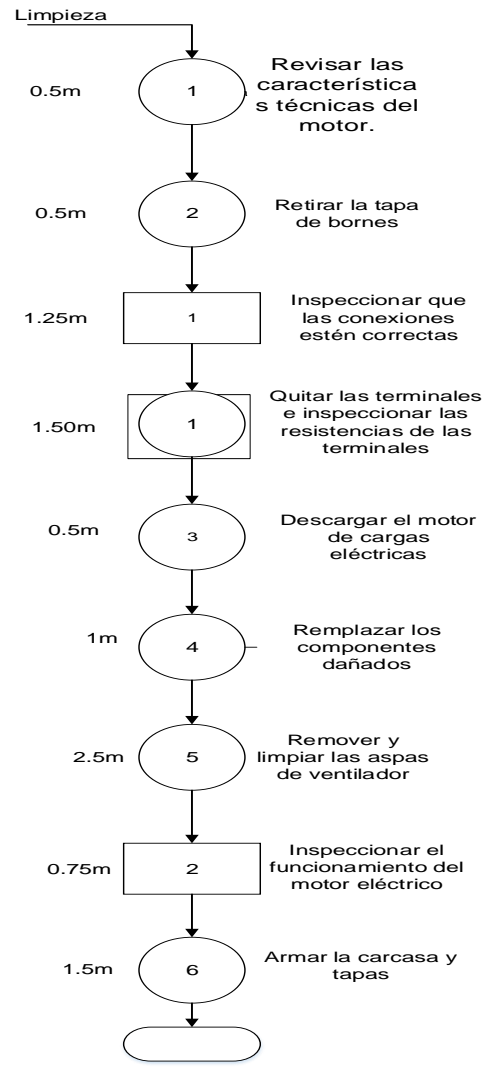 Limpieza
0.5m
1
Revisar las
característica
s técnicas del
motor.
0.5m
2
Retirar la tapa
de bornes
1.25m
1
Inspeccionar que
las conexiones
estén correctas
1.50m
1
Quitar las terminales
e inspeccionar las
resistencias de las
terminales
0.5m
3
Descargar el motor
de cargas
eléctricas
1m
4
Remplazar los
componentes
dañados
2.5m
5
Remover y
limpiar las aspas
de ventilador
0.75m
2
Inspeccionar el
funcionamiento del
motor eléctrico
1.5m
6
Armar la carcasa y
tapas